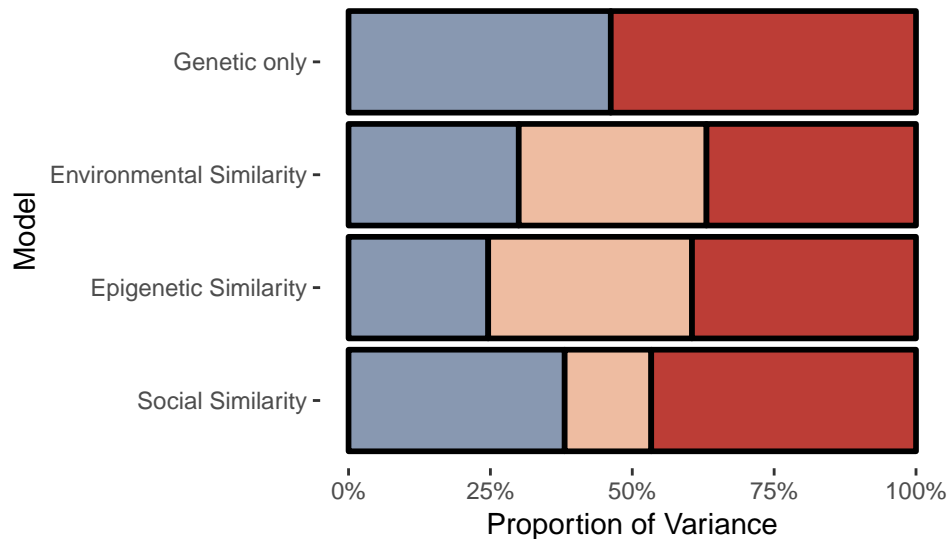 Model
Genetic only
Environmental Similarity
Epigenetic Similarity
Social Similarity
0% 25% 50% 75% 100%
Proportion of Variance